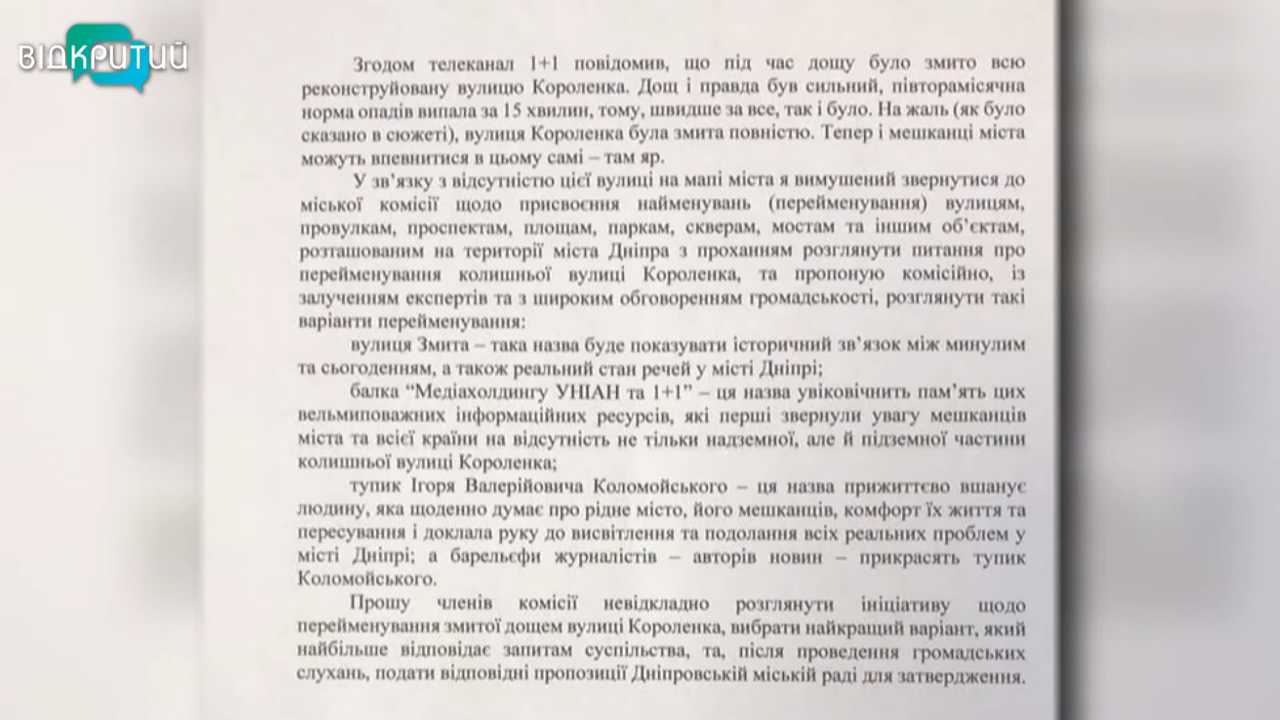 ВІДКРИТИЙ
Згодом телеканал 1+1 повідомив, що під час дощу було змито всю
реконструйовану вулицю Короленка. Дощ і правда був сильний, півторамісячна
норма опадів випала за 15 хвилин, тому, швидше за все, так і було. На жаль (як було
сказано в сюжеті), вулиця Короленка була змита повністю. Тепер і мешканці міста
можуть впевнитися в цьому самі – там яр.
У зв’язку з відсутністю цієї вулиці на мапі міста я вимушений звернутися до
міської комісії щодо присвоєння найменувань (перейменування) вулицям,
провулкам, проспектам, площам, паркам, скверам, мостам та іншим об’єктам,
розташованим на території міста Дніпра з проханням розглянути питання про
перейменування колишньої вулиці Короленка, та пропоную комісійно, із
залученням експертів та з широким обговоренням громадськості, розглянути такі
варіанти перейменування:
вулиця Змита – така назва буде показувати історичний зв’язок між минулим
та сьогоденням, а також реальний стан речей у місті Дніпрі;
балка “Медіахолдингу УНІАН та 1+1” – ця назва увіковічнить пам’ять цих
вельмиповажних інформаційних ресурсів, які перші звернули увагу мешканців
міста та всієї країни на відсутність не тільки надземної, але й підземної частини
колишньої вулиці Короленка;
тупик Ігоря Валерійовича Коломойського – ця назва прижиттєво вшанує
людину, яка щоденно думає про рідне місто, його мешканців, комфорт їх життя та
пересування і доклала руку до висвітлення та подолання всіх реальних проблем у
місті Дніпрі; а барельєфи журналістів – авторів новин – прикрасять тупик
Коломойського.
Прошу членів комісії невідкладно розглянути ініціативу щодо
перейменування змитої дощем вулиці Короленка, вибрати найкращий варіант, який
найбільше відповідає запитам суспільства, та, після проведення громадських
слухань, подати відповідні пропозиції Дніпровській міській раді для затвердження.